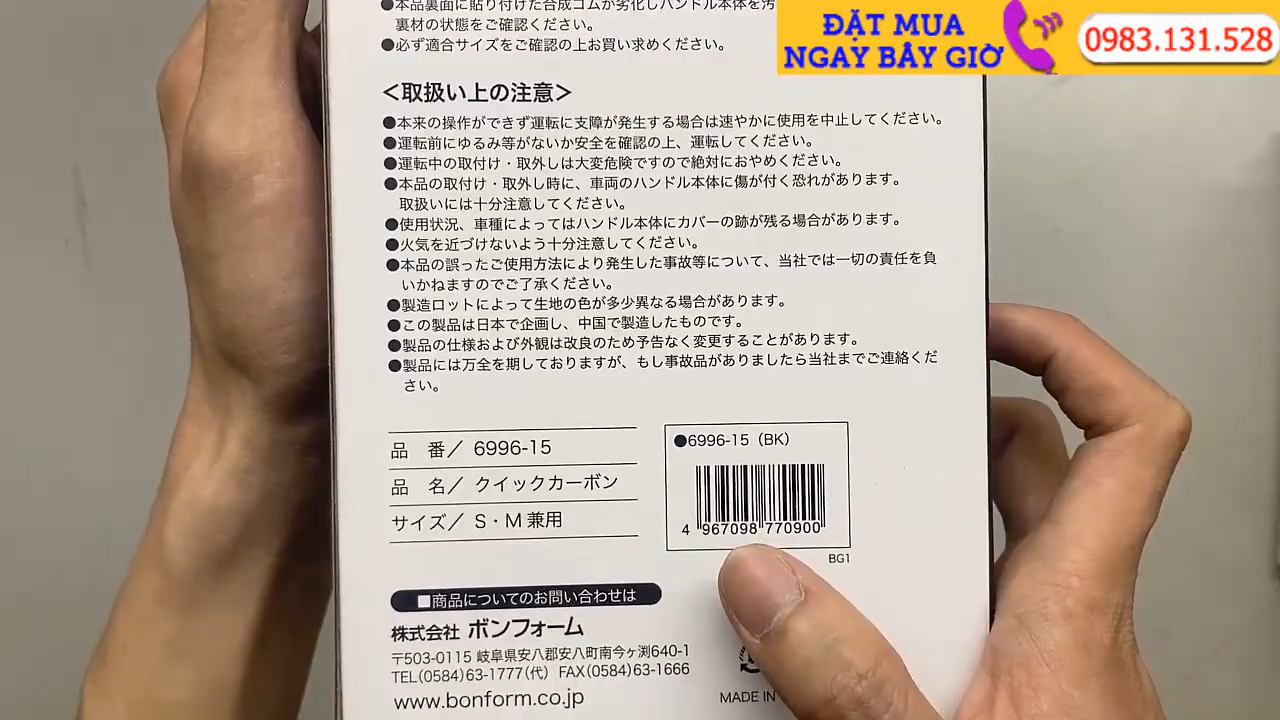 ●本品裏面に貼り付けた合成ゴムが劣化しハンドル本体を汚
裏材の状態をご確認ください。
●必ず適合サイズをご確認の上お買い求めください。
ĐẶT MUA
NGAY BÂY GIỜ
0983.131.528
＜取扱い上の注意＞
●本来の操作ができず運転に支障が発生する場合は速やかに使用を中止してください。
●運転前にゆるみ等がないか安全を確認の上、運転してください。
●運転中の取付け・取外しは大変危険ですので絶対におやめください。
●本品の取付け・取外し時に、車両のハンドル本体に傷が付く恐れがあります。
取扱いには十分注意してください。
●使用状況、車種によってはハンドル本体にカバーの跡が残る場合があります。
●火気を近づけないよう十分注意してください。
●本品の誤ったご使用方法により発生した事故等について、当社では一切の責任を負
いかねますのでご了承ください。
●製造ロットによって生地の色が多少異なる場合があります。
●この製品は日本で企画し、中国で製造したものです。
●製品の仕様および外観は改良のため予告なく変更することがあります。
●製品には万全を期しておりますが、もし事故品がありましたら当社までご連絡くだ
さい。
品 番／ 6996-15
品 名／ クイックカーボン
サイズ／ S・M 兼用
●6996-15（BK）
4 967098 770900
BG1
■商品についてのお問い合わせは
株式会社 ボンフォーム
〒503-0115 岐阜県安八郡安八町南今ヶ渕640-1
TEL(0584)63-1777(代) FAX(0584)63-1666
www.bonform.co.jp
MADE IN